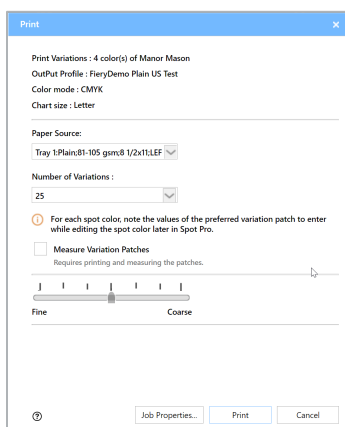 Print
Print Variations : 4 color(s) of Manor Mason
OutPut Profile : FieryDemo Plain US Test
Color mode : CMYK
Chart size : Letter
Paper Source:
Tray 1:Plain;81-105 gsm;8 1/2x11;LEF
Number of Variations :
25
For each spot color, note the values of the preferred variation patch to enter
while editing the spot color later in Spot Pro.
Measure Variation Patches
Requires printing and measuring the patches.
Fine Coarse
Job Properties... Print Cancel